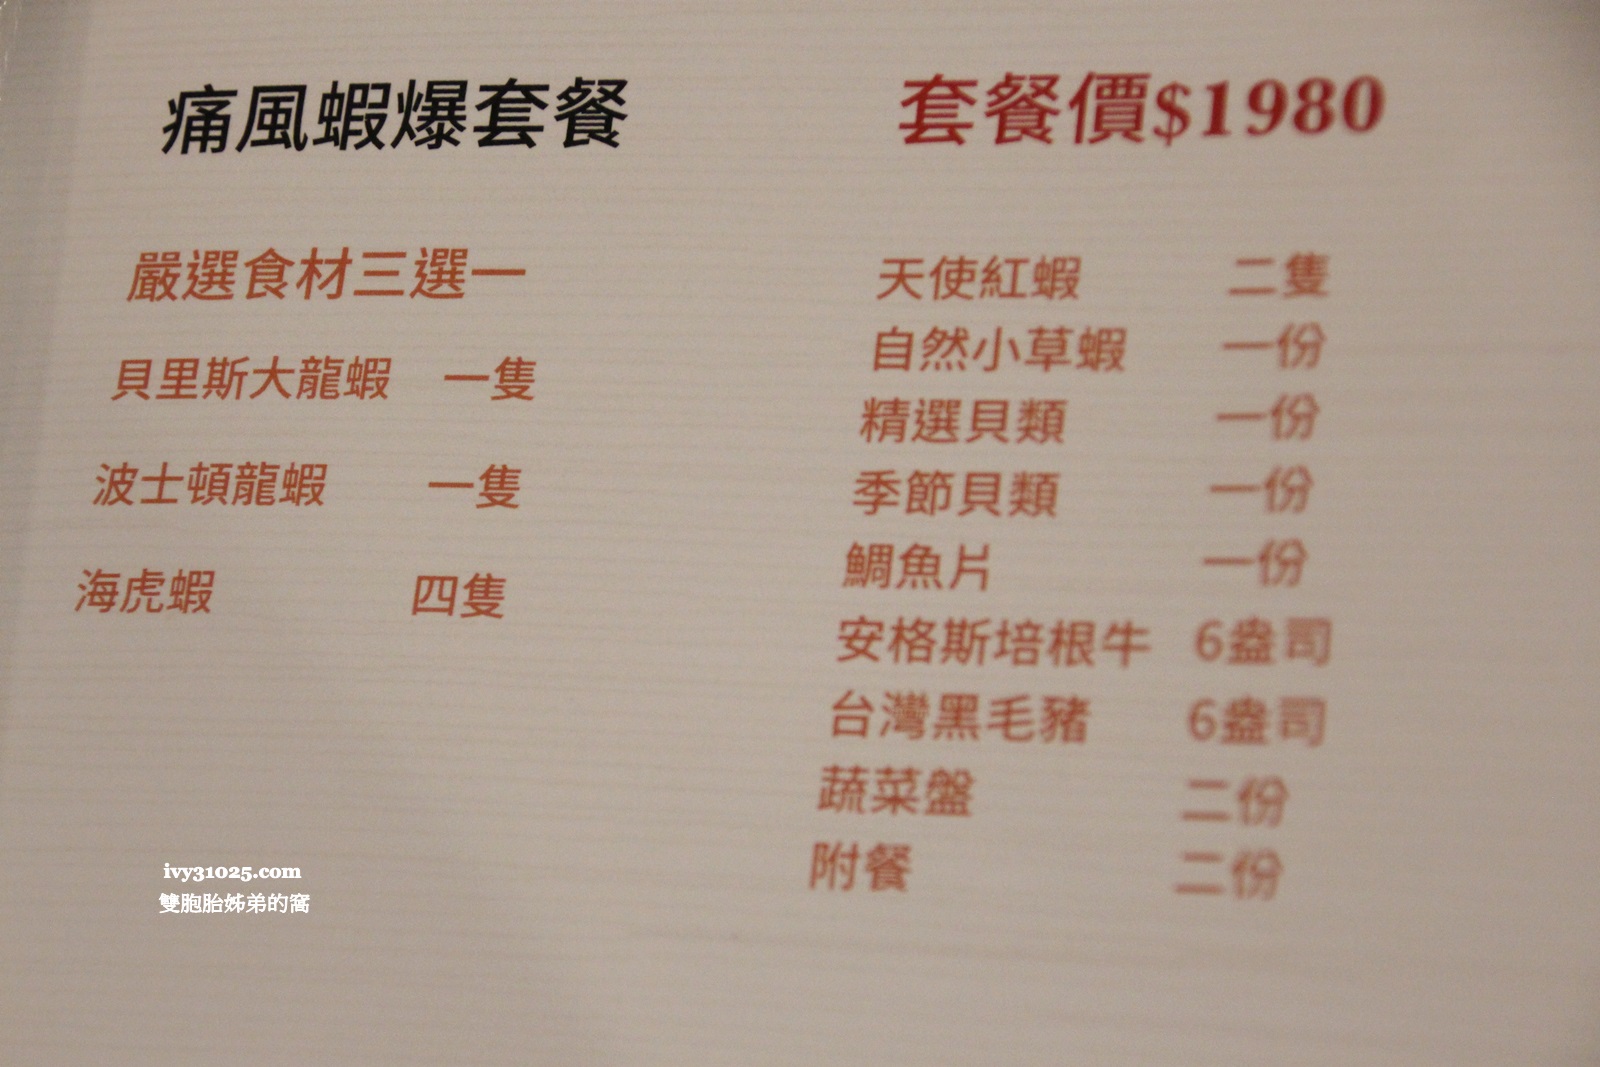 痛風蝦爆套餐
嚴選食材三選一
貝里斯大龍蝦 一隻
波士頓龍蝦 一隻
海虎蝦 四隻
套餐價$1980
天使紅蝦 二隻
自然小草蝦 一份
精選貝類 一份
季節貝類 一份
鯛魚片 一份
安格斯培根牛 6盎司
台灣黑毛豬 6盎司
蔬菜盤 二份
附餐 二份
ivy31025.com
雙胞胎姊弟的窩